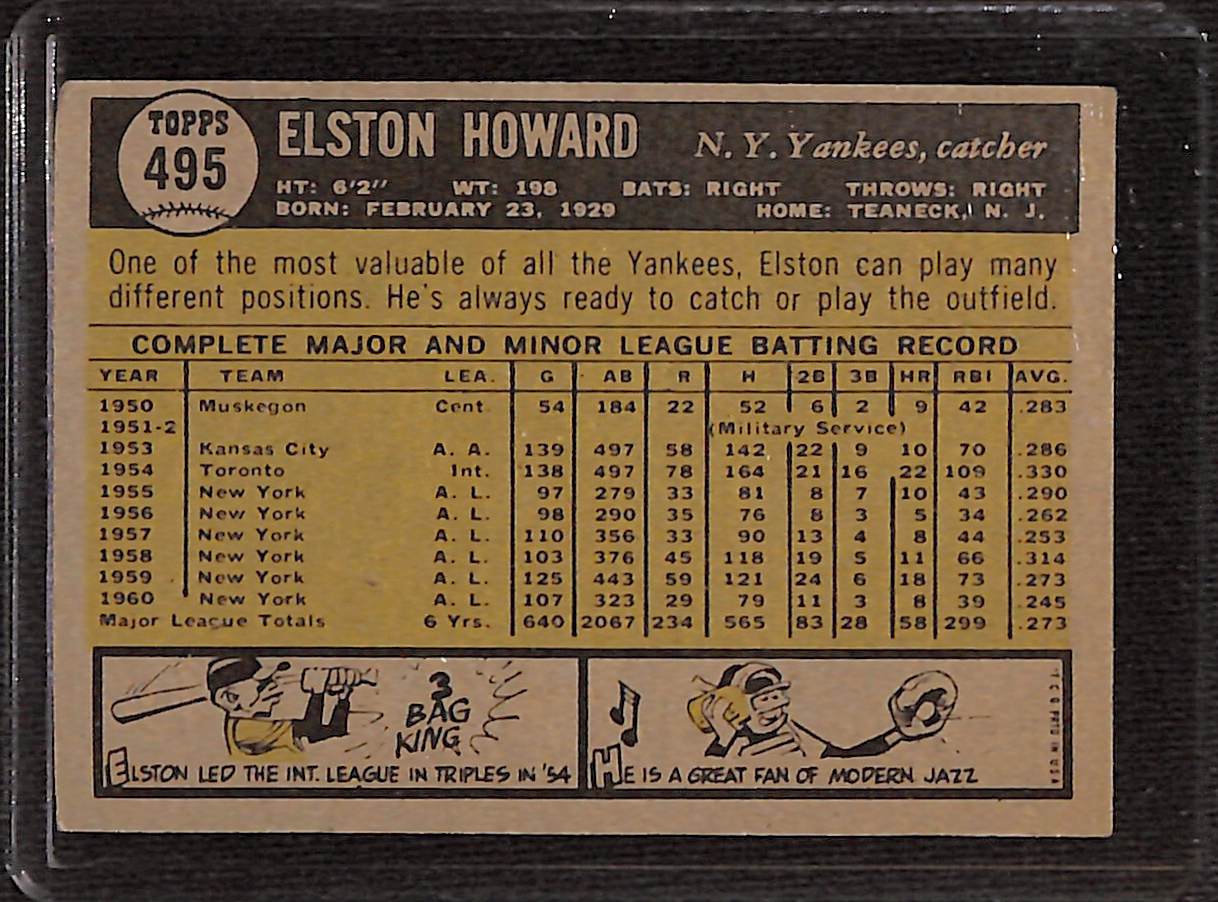 TOPPS
495
ELSTON HOWARD
N. Y. Yankees, catcher
HT: 6'2" WT: 198 BATS: RIGHT THROWS: RIGHT
BORN: FEBRUARY 23, 1929 HOME: TEANECK, N. J.
One of the most valuable of all the Yankees, Elston can play many
different positions. He's always ready to catch or play the outfield.
COMPLETE MAJOR AND MINOR LEAGUE BATTING RECORD
YEAR TEAM LEA. G AB R H 2B 3B HR RBI AVG.
1950 Muskegon Cent. 54 184 22 52 6 2 9 42 .283
1951-2 (Military Service)
1953 Kansas City A. A. 139 497 58 142 22 9 10 70 .286
1954 Toronto Int. 138 497 78 164 21 16 22 109 .330
1955 New York A. L. 97 279 33 81 8 7 10 43 .290
1956 New York A. L. 98 290 35 76 8 3 5 34 .262
1957 New York A. L. 110 356 33 90 13 4 8 44 .253
1958 New York A. L. 103 376 45 118 19 5 11 66 .314
1959 New York A. L. 125 443 59 121 24 6 18 73 .273
1960 New York A. L. 107 323 29 79 11 3 8 39 .245
Major League Totals 6 Yrs. 640 2067 234 565 83 28 58 299 .273
3
BAG
KING
ELSTON LED THE INT. LEAGUE IN TRIPLES IN '54
HE IS A GREAT FAN OF MODERN JAZZ
T. C. G. PRTD. IN USA